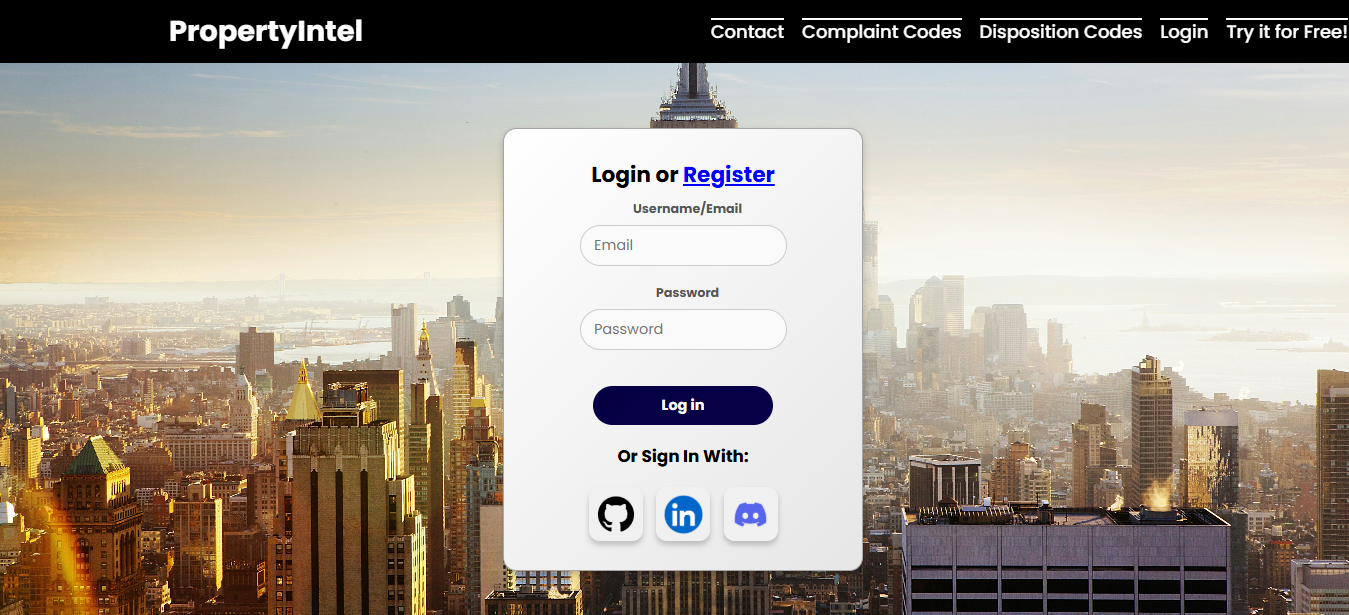 PropertyIntel
Contact Complaint Codes Disposition Codes Login Try it for Free!
Login or Register
Username/Email
Email
Password
Password
Log in
Or Sign In With:
in